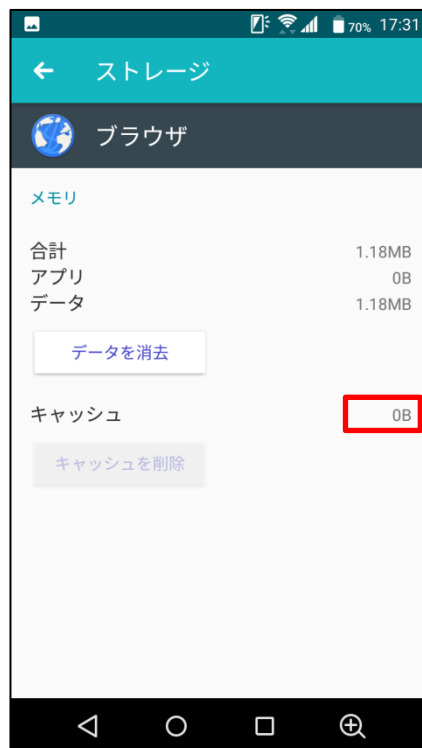 70% 17:31
ストレージ
ブラウザ
メモリ
合計 1.18MB
アプリ 0B
データ 1.18MB
データを消去
キャッシュ 0B
キャッシュを削除